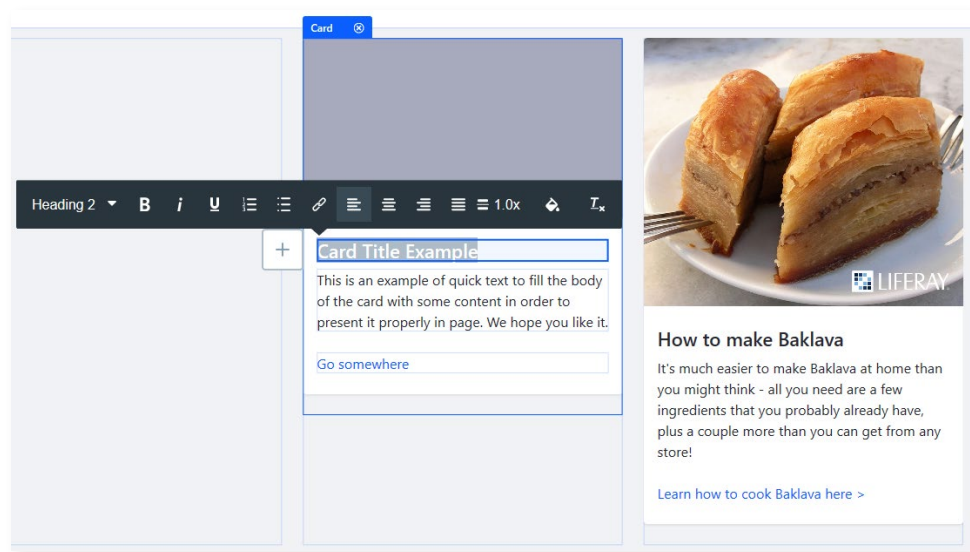 Card
Heading 2 B i U 1.0x
Card Title Example
This is an example of quick text to fill the body
of the card with some content in order to
present it properly in page. We hope you like it.
Go somewhere
LIFERAY.
How to make Baklava
It's much easier to make Baklava at home than
you might think - all you need are a few
ingredients that you probably already have,
plus a couple more than you can get from any
store!
Learn how to cook Baklava here >